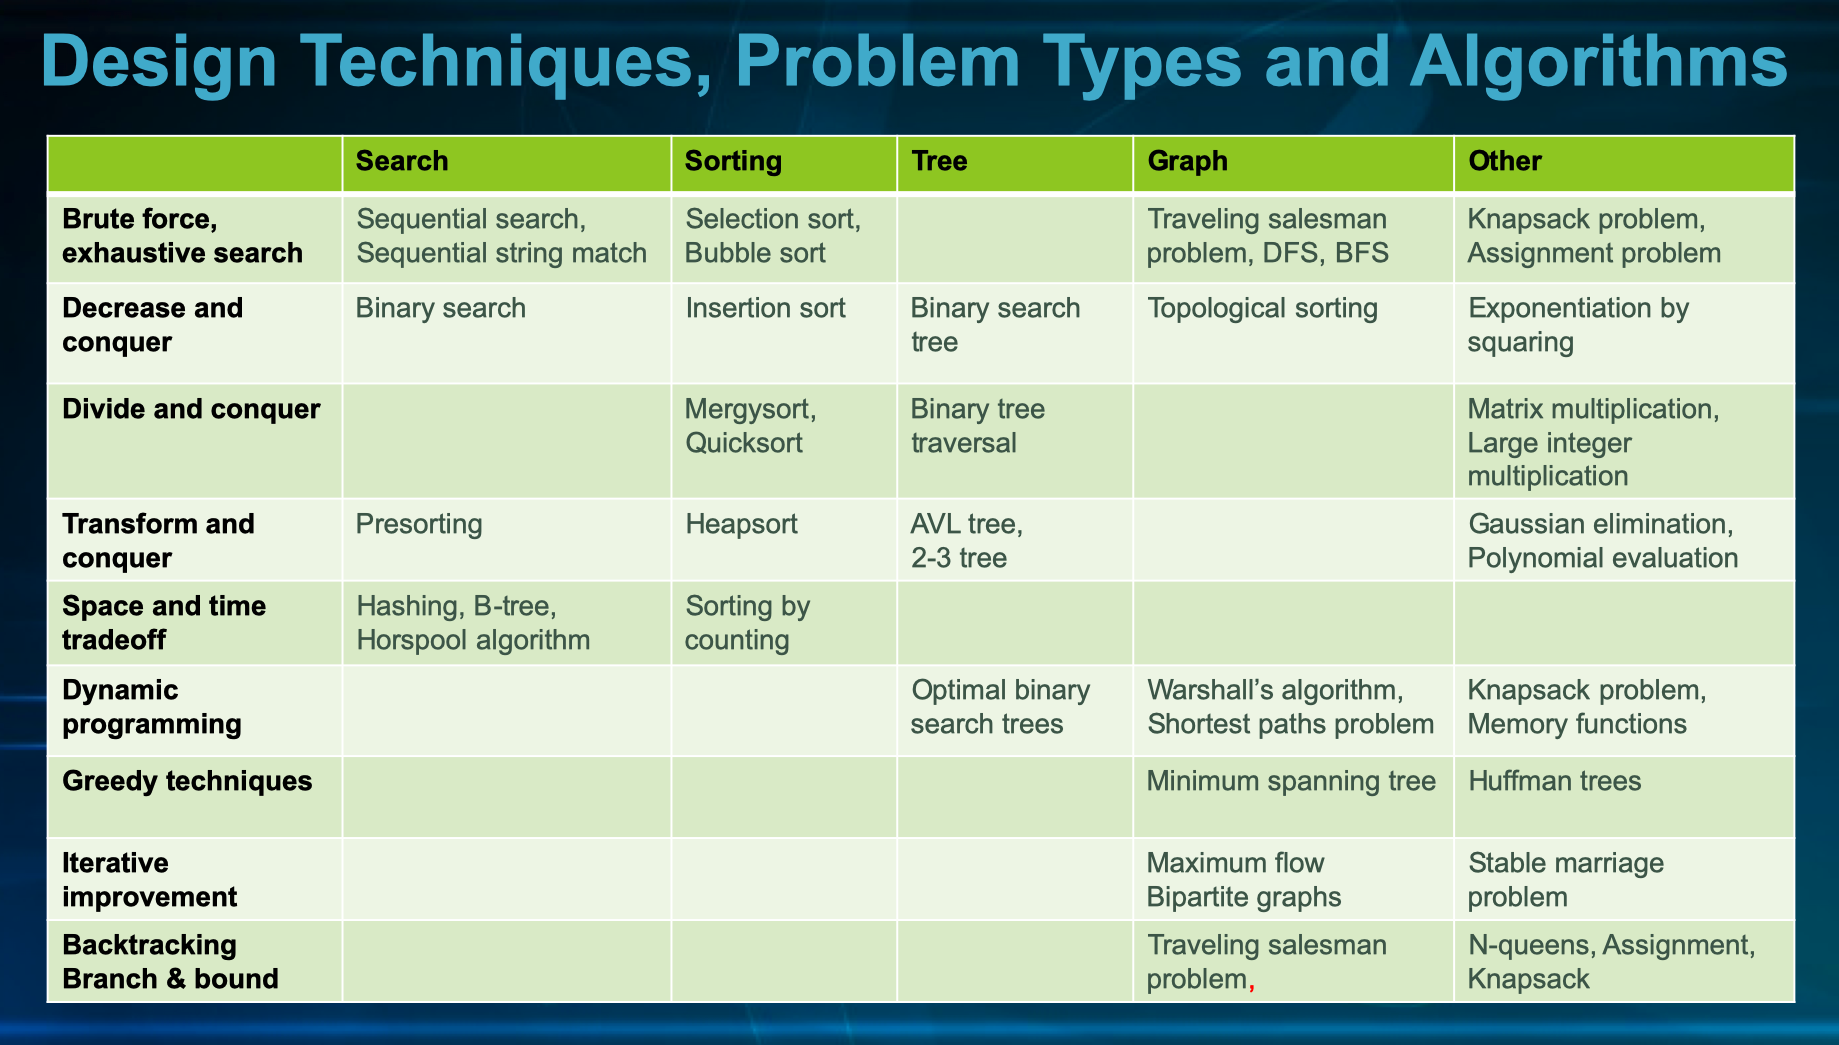 Design Techniques, Problem Types and Algorithms
Search
Sorting
Tree
Graph
Other
Brute force,
exhaustive search
Sequential search,
Sequential string match
Selection sort,
Bubble sort
Traveling salesman
problem, DFS, BFS
Knapsack problem,
Assignment problem
Decrease and
conquer
Binary search
Insertion sort
Binary search
tree
Topological sorting
Exponentiation by
squaring
Divide and conquer
Mergysort,
Quicksort
Binary tree
traversal
Matrix multiplication,
Large integer
multiplication
Transform and
conquer
Presorting
Heapsort
AVL tree,
2-3 tree
Gaussian elimination,
Polynomial evaluation
Space and time
tradeoff
Hashing, B-tree,
Horspool algorithm
Sorting by
counting
Dynamic
programming
Optimal binary
search trees
Warshall’s algorithm,
Shortest paths problem
Knapsack problem,
Memory functions
Greedy techniques
Minimum spanning tree
Huffman trees
Iterative
improvement
Maximum flow
Bipartite graphs
Stable marriage
problem
Backtracking
Branch & bound
Traveling salesman
problem,
N-queens, Assignment,
Knapsack